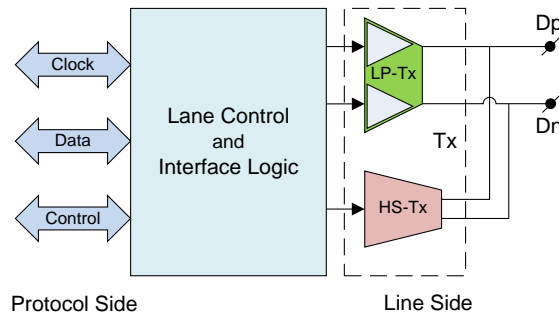 Clock
Data
Control
Lane Control
and
Interface Logic
LP-Tx
HS-Tx
Tx
Dp
Dn
Protocol Side
Line Side